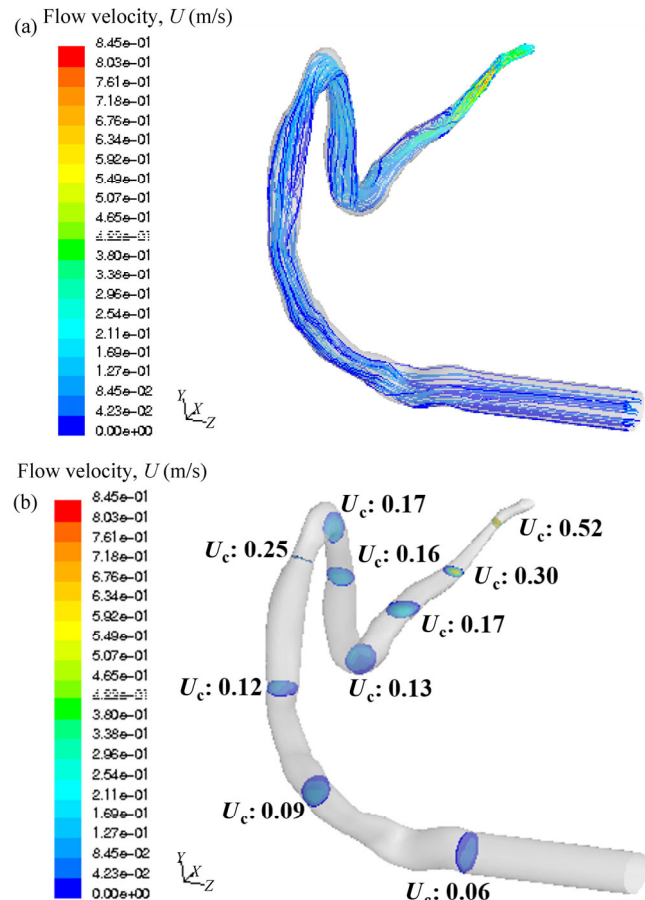 Flow velocity, U (m/s)
(a)
8.45e-01
8.03e-01
7.61e-01
7.18e-01
6.76e-01
6.34e-01
5.92e-01
5.49e-01
5.07e-01
4.65e-01
3.80e-01
3.38e-01
2.96e-01
2.54e-01
2.11e-01
1.69e-01
1.27e-01
8.45e-02
4.23e-02
0.00e+00
Y
X
Z
Flow velocity, U (m/s)
(b)
8.45e-01
8.03e-01
7.61e-01
7.18e-01
6.76e-01
6.34e-01
5.92e-01
5.49e-01
5.07e-01
4.65e-01
3.80e-01
3.38e-01
2.96e-01
2.54e-01
2.11e-01
1.69e-01
1.27e-01
8.45e-02
4.23e-02
0.00e+00
Y
X
Z
Uc: 0.17
Uc: 0.52
Uc: 0.25
Uc: 0.16
Uc: 0.30
Uc: 0.17
Uc: 0.13
Uc: 0.12
Uc: 0.09
Uc: 0.06